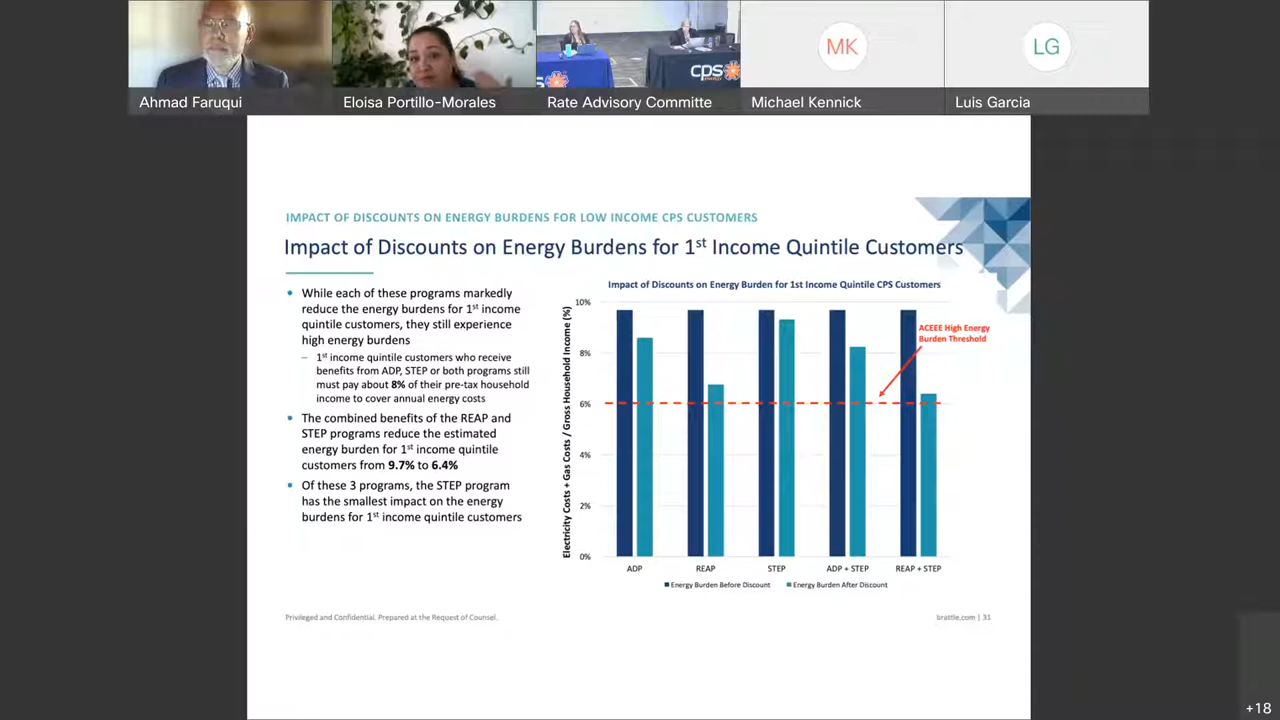 Ahmad Faruqui
Eloisa Portillo-Morales
Rate Advisory Committe
MK
Michael Kennick
LG
Luis Garcia
cps
IMPACT OF DISCOUNTS ON ENERGY BURDENS FOR LOW INCOME CPS CUSTOMERS
Impact of Discounts on Energy Burdens for 1st Income Quintile Customers
• While each of these programs markedly
reduce the energy burdens for 1st income
quintile customers, they still experience
high energy burdens
– 1st income quintile customers who receive
benefits from ADP, STEP or both programs still
must pay about 8% of their pre-tax household
income to cover annual energy costs
• The combined benefits of the REAP and
STEP programs reduce the estimated
energy burden for 1st income quintile
customers from 9.7% to 6.4%
• Of these 3 programs, the STEP program
has the smallest impact on the energy
burdens for 1st income quintile customers
Impact of Discounts on Energy Burden for 1st Income Quintile CPS Customers
Electricity Costs + Gas Costs / Gross Household Income (%)
10%
8%
6%
4%
2%
0%
ACEEE High Energy
Burden Threshold
ADP
REAP
STEP
ADP + STEP
REAP + STEP
Energy Burden Before Discount
Energy Burden After Discount
Privileged and Confidential. Prepared at the Request of Counsel.
brattle.com | 31
+18